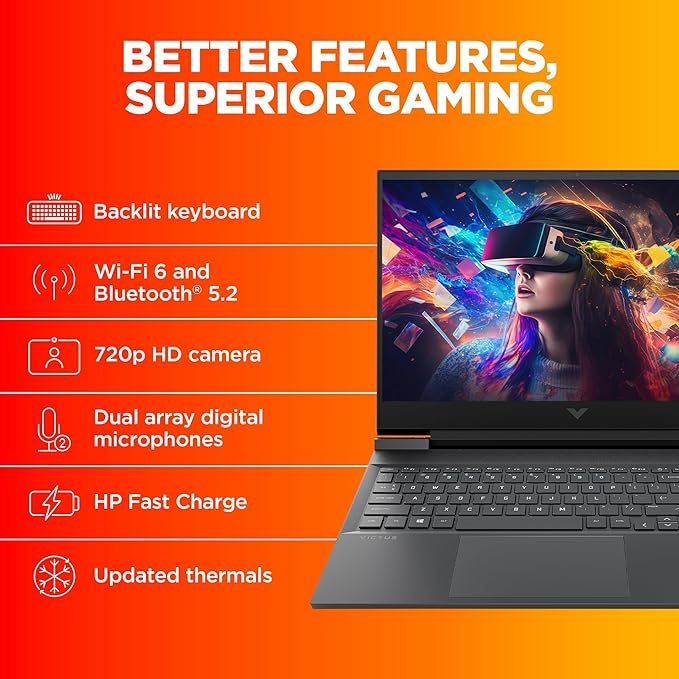 BETTER FEATURES,
SUPERIOR GAMING
Backlit keyboard
Wi-Fi 6 and
Bluetooth® 5.2
720p HD camera
Dual array digital
microphones
2
HP Fast Charge
Updated thermals
VICTUS